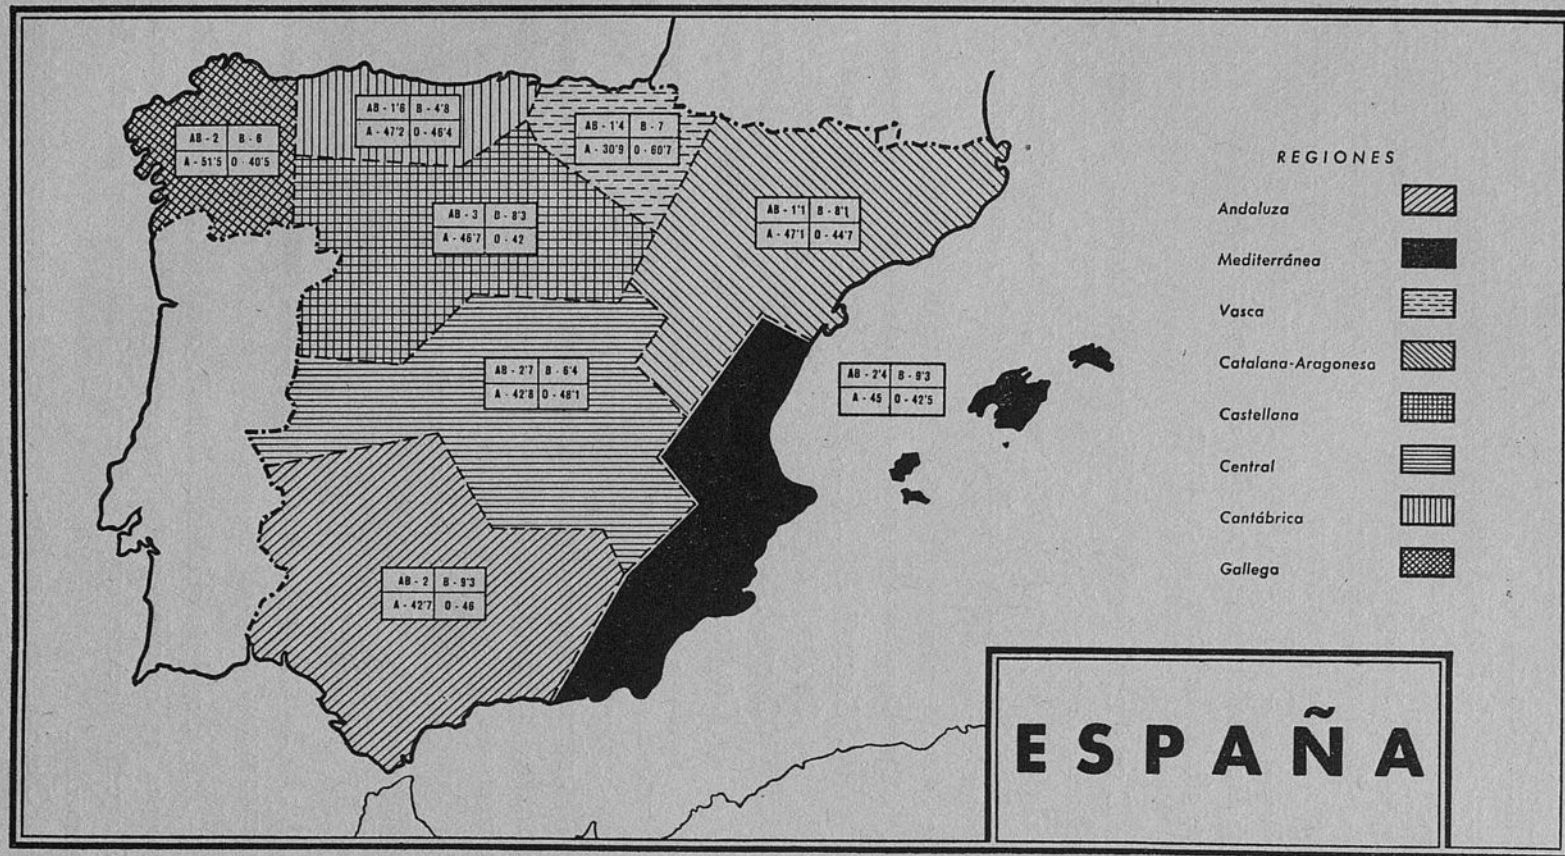 AB - 1'6 B - 4'8
A - 47'2 O - 46'4
AB - 1'4 B - 7
A - 30'9 O - 60'7
AB - 2 B - 6
A - 51'5 O - 40'5
AB - 3 B - 8'3
A - 46'7 O - 42
AB - 1'1 B - 8'1
A - 47'1 O - 44'7
AB - 2'7 B - 6'4
A - 42'8 O - 48'1
AB - 2'4 B - 9'3
A - 45 O - 42'5
AB - 2 B - 9'3
A - 42'7 O - 46
REGIONES
Andaluza
Mediterránea
Vasca
Catalana-Aragonesa
Castellana
Central
Cantábrica
Gallega
ESPAÑA